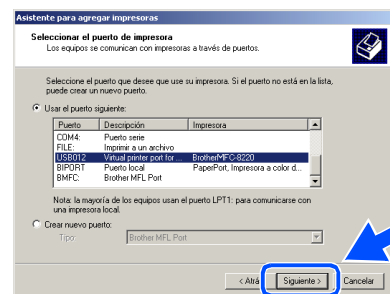 Asistente para agregar impresoras
Seleccionar el puerto de impresora
Los equipos se comunican con impresoras a través de puertos.
Seleccione el puerto que desee que use su impresora. Si el puerto no está en la lista,
puede crear un nuevo puerto.
Usar el puerto siguiente:
Puerto Descripción Impresora
COM4: Puerto serie
FILE: Imprimir a un archivo
USB012 Virtual printer port for ... BrotherMFC-8220
BIPORT Puerto local PaperPort, Impresora a color d...
BMFC: Brother MFL Port
Nota: la mayoría de los equipos usan el puerto LPT1: para comunicarse con
una impresora local.
Crear nuevo puerto:
Tipo: Brother MFL Port
< Atrá Siguiente > Cancelar